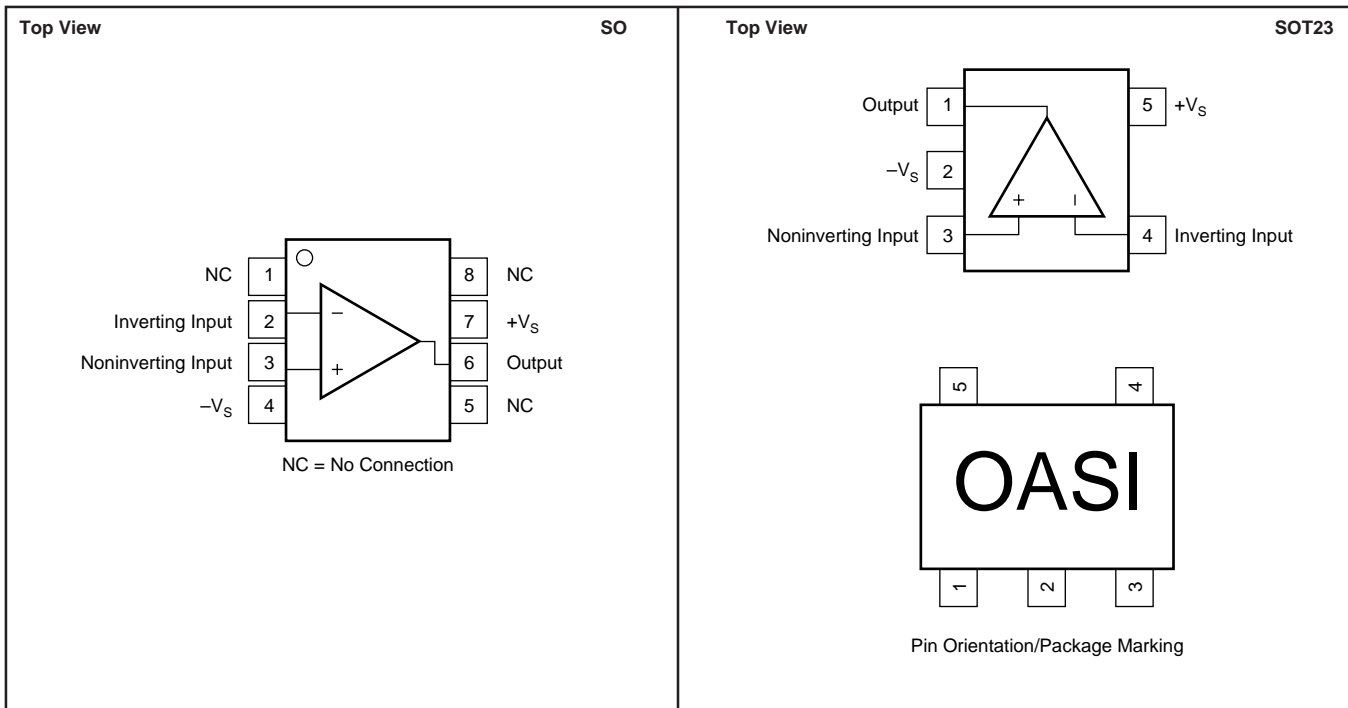 Top View SO
NC 1 8 NC
Inverting Input 2 − 7 +VS
Noninverting Input 3 + 6 Output
–VS 4 5 NC
NC = No Connection
Top View SOT23
Output 1 5 +VS
–VS 2
+ −
Noninverting Input 3 4 Inverting Input
5 4
OASI
1 2 3
Pin Orientation/Package Marking